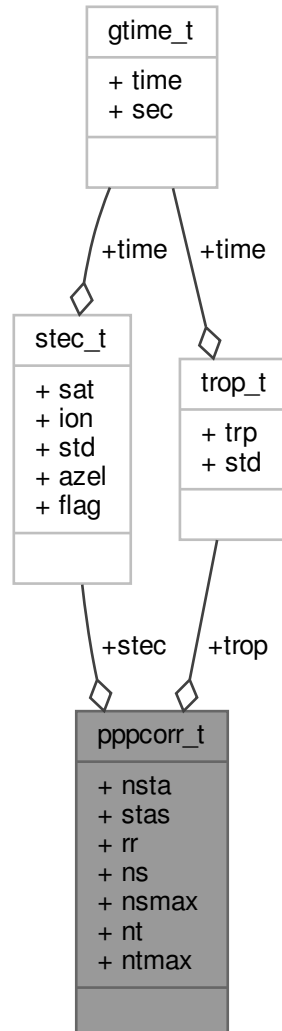 gtime_t
+ time
+ sec
+time
+time
stec_t
+ sat
+ ion
+ std
+ azel
+ flag
trop_t
+ trp
+ std
+stec
+trop
pppcorr_t
+ nsta
+ stas
+ rr
+ ns
+ nsmax
+ nt
+ ntmax